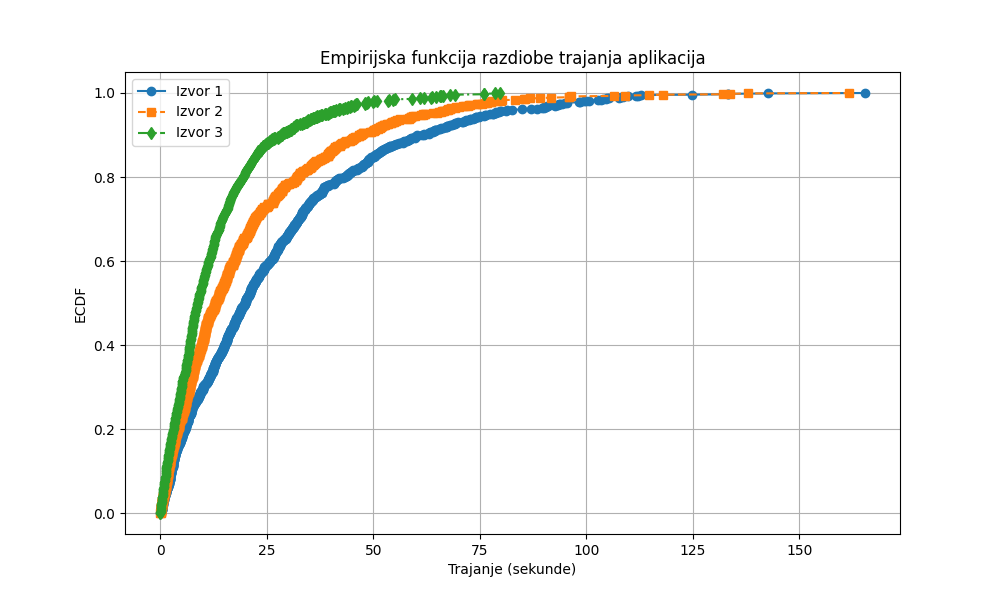 Empirijska funkcija razdiobe trajanja aplikacija
Izvor 1
Izvor 2
Izvor 3
ECDF
1.0
0.8
0.6
0.4
0.2
0.0
0 25 50 75 100 125 150
Trajanje (sekunde)